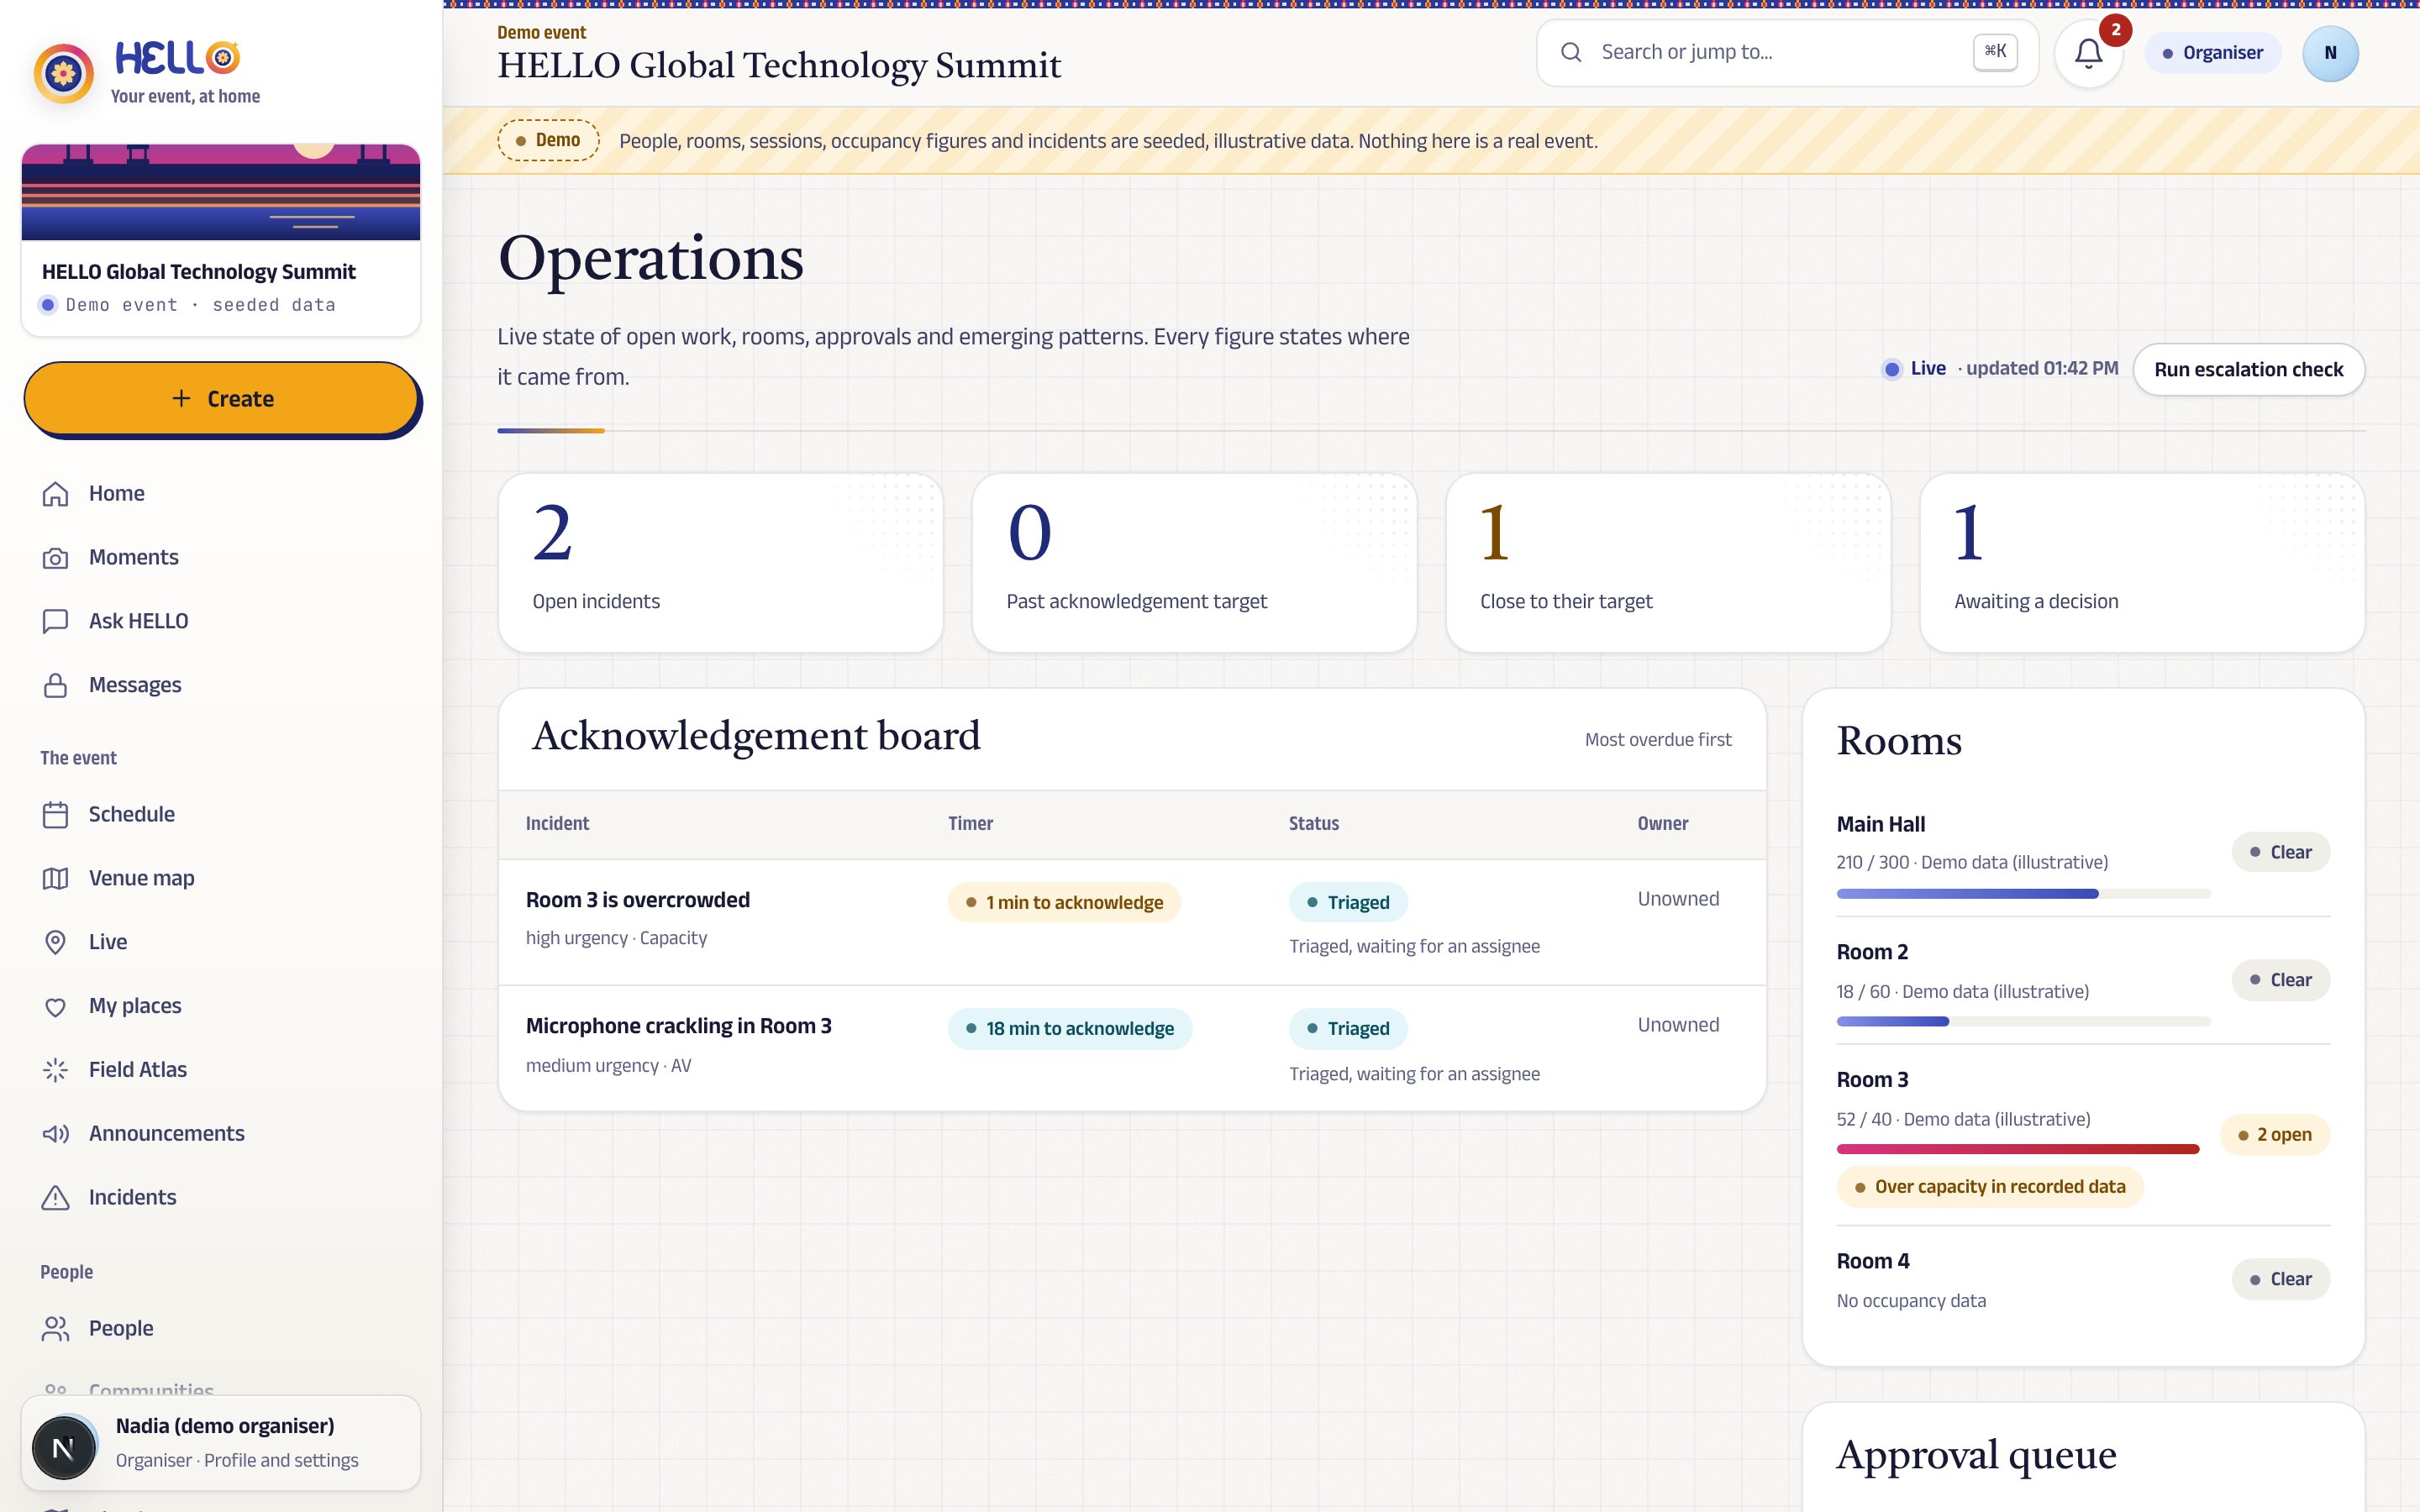 HELLO
Your event, at home
HELLO Global Technology Summit
Demo event · seeded data
Create
Home
Moments
Ask HELLO
Messages
The event
Schedule
Venue map
Live
My places
Field Atlas
Announcements
Incidents
People
People
Communities
N
Nadia (demo organiser)
Organiser · Profile and settings
Demo event
HELLO Global Technology Summit
Search or jump to...
⌘K
2
Organiser
N
Demo
People, rooms, sessions, occupancy figures and incidents are seeded, illustrative data. Nothing here is a real event.
Operations
Live state of open work, rooms, approvals and emerging patterns. Every figure states where
it came from.
Live · updated 01:42 PM
Run escalation check
2
Open incidents
0
Past acknowledgement target
1
Close to their target
1
Awaiting a decision
Acknowledgement board
Most overdue first
Incident Timer Status Owner
Room 3 is overcrowded
high urgency · Capacity
1 min to acknowledge
Triaged
Triaged, waiting for an assignee
Unowned
Microphone crackling in Room 3
medium urgency · AV
18 min to acknowledge
Triaged
Triaged, waiting for an assignee
Unowned
Rooms
Main Hall
210 / 300 · Demo data (illustrative)
Clear
Room 2
18 / 60 · Demo data (illustrative)
Clear
Room 3
52 / 40 · Demo data (illustrative)
2 open
Over capacity in recorded data
Room 4
No occupancy data
Clear
Approval queue